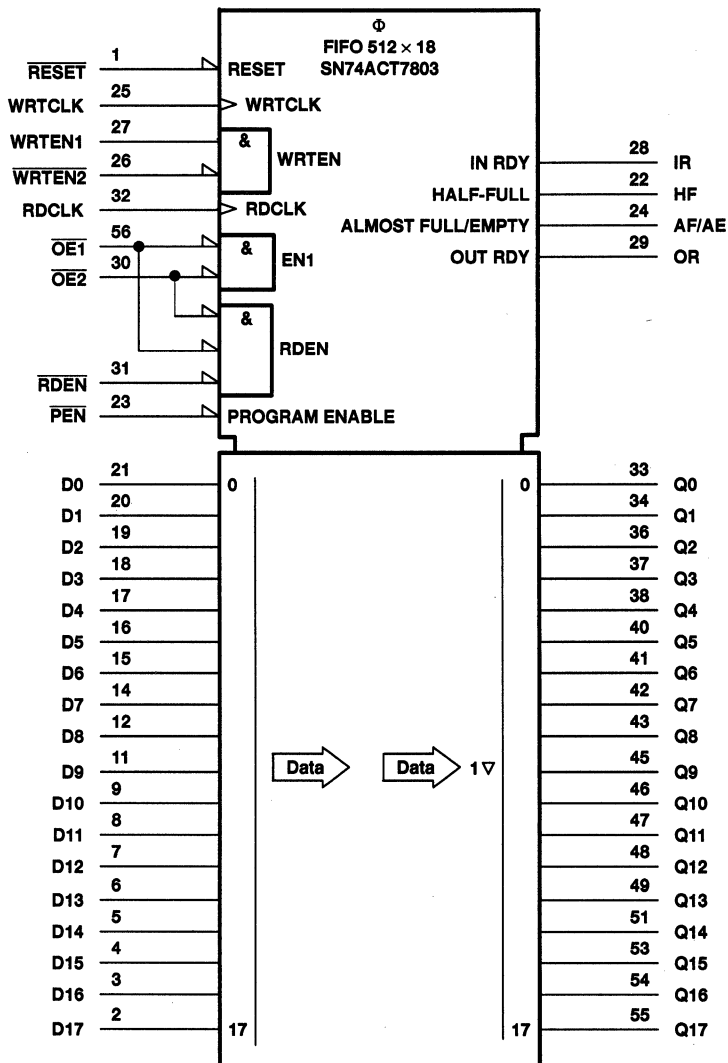 Φ
FIFO 512 × 18
SN74ACT7803
RESET 1 RESET
WRTCLK 25 WRTCLK
WRTEN1 27 & WRTEN
WRTEN2 26
RDCLK 32 RDCLK
OE1 56 & EN1
OE2 30
& RDEN
RDEN 31
PEN 23 PROGRAM ENABLE
IN RDY 28 IR
HALF-FULL 22 HF
ALMOST FULL/EMPTY 24 AF/AE
OUT RDY 29 OR
D0 21 0 0 33 Q0
D1 20 34 Q1
D2 19 36 Q2
D3 18 37 Q3
D4 17 38 Q4
D5 16 40 Q5
D6 15 41 Q6
D7 14 42 Q7
D8 12 43 Q8
D9 11 Data Data 1 ▽ 45 Q9
D10 9 46 Q10
D11 8 47 Q11
D12 7 48 Q12
D13 6 49 Q13
D14 5 51 Q14
D15 4 53 Q15
D16 3 54 Q16
D17 2 17 17 55 Q17